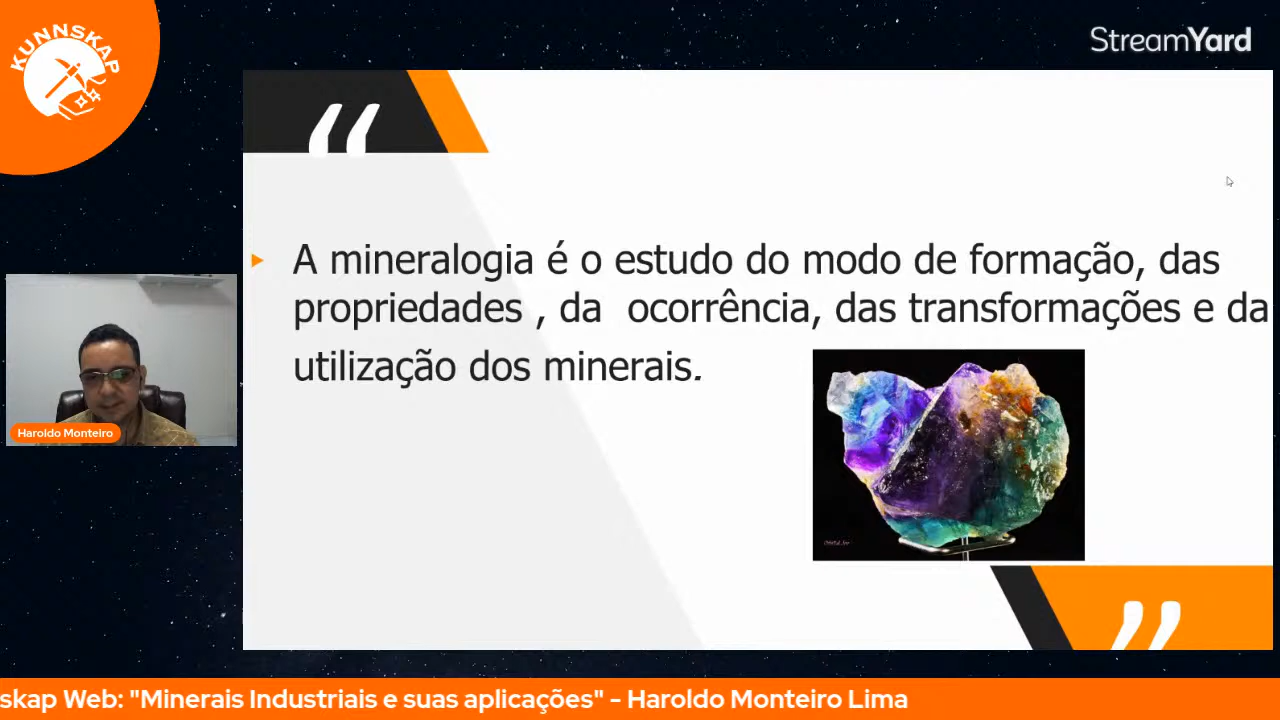 KUNNSKAP
StreamYard
“
A mineralogia é o estudo do modo de formação, das
propriedades , da ocorrência, das transformações e da
utilização dos minerais.
Haroldo Monteiro
”
skap Web: "Minerais Industriais e suas aplicações" - Haroldo Monteiro Lima